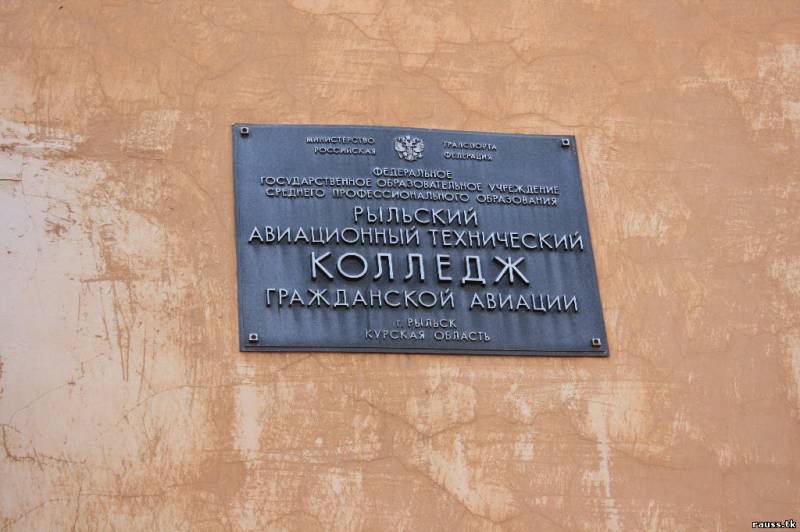 МИНИСТЕРСТВО ТРАНСПОРТА
РОССИЙСКАЯ ФЕДЕРАЦИЯ
ФЕДЕРАЛЬНОЕ
ГОСУДАРСТВЕННОЕ ОБРАЗОВАТЕЛЬНОЕ УЧРЕЖДЕНИЕ
СРЕДНЕГО ПРОФЕССИОНАЛЬНОГО ОБРАЗОВАНИЯ
РЫЛЬСКИЙ
АВИАЦИОННЫЙ ТЕХНИЧЕСКИЙ
КОЛЛЕДЖ
ГРАЖДАНСКОЙ АВИАЦИИ
Г. РЫЛЬСК
КУРСКАЯ ОБЛАСТЬ
rauss.tk